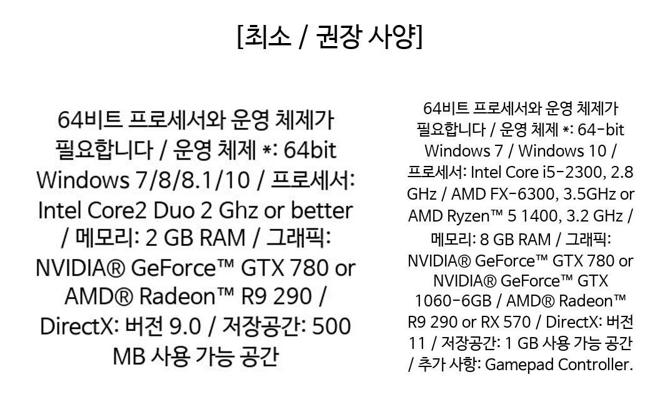 [최소 / 권장 사양]
64비트 프로세서와 운영 체제가
필요합니다 / 운영 체제 *: 64bit
Windows 7/8/8.1/10 / 프로세서:
Intel Core2 Duo 2 Ghz or better
/ 메모리: 2 GB RAM / 그래픽:
NVIDIA® GeForce™ GTX 780 or
AMD® Radeon™ R9 290 /
DirectX: 버전 9.0 / 저장공간: 500
MB 사용 가능 공간
64비트 프로세서와 운영 체제가
필요합니다 / 운영 체제 *: 64-bit
Windows 7 / Windows 10 /
프로세서: Intel Core i5-2300, 2.8
GHz / AMD FX-6300, 3.5GHz or
AMD Ryzen™ 5 1400, 3.2 GHz /
메모리: 8 GB RAM / 그래픽:
NVIDIA® GeForce™ GTX 780 or
NVIDIA® GeForce™ GTX
1060-6GB / AMD® Radeon™
R9 290 or RX 570 / DirectX: 버전
11 / 저장공간: 1 GB 사용 가능 공간
/ 추가 사항: Gamepad Controller.